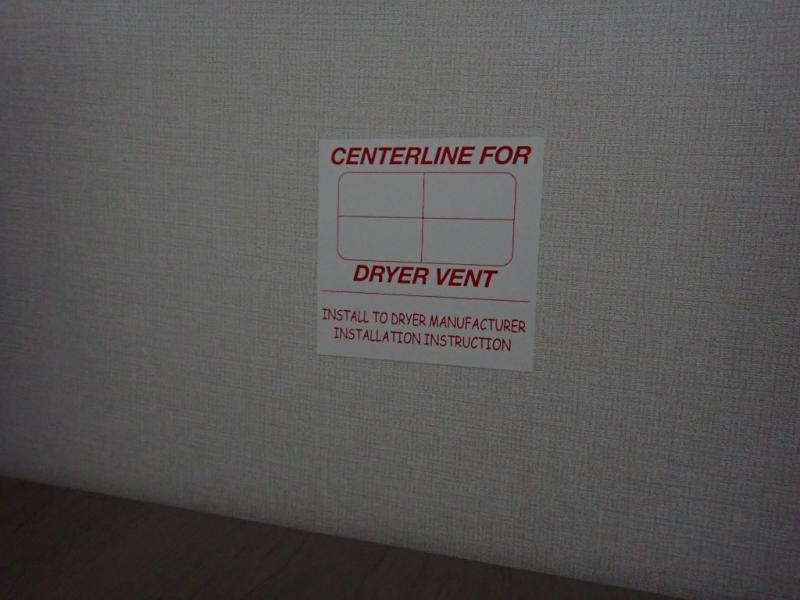 CENTERLINE FOR
DRYER VENT
INSTALL TO DRYER MANUFACTURER
INSTALLATION INSTRUCTION